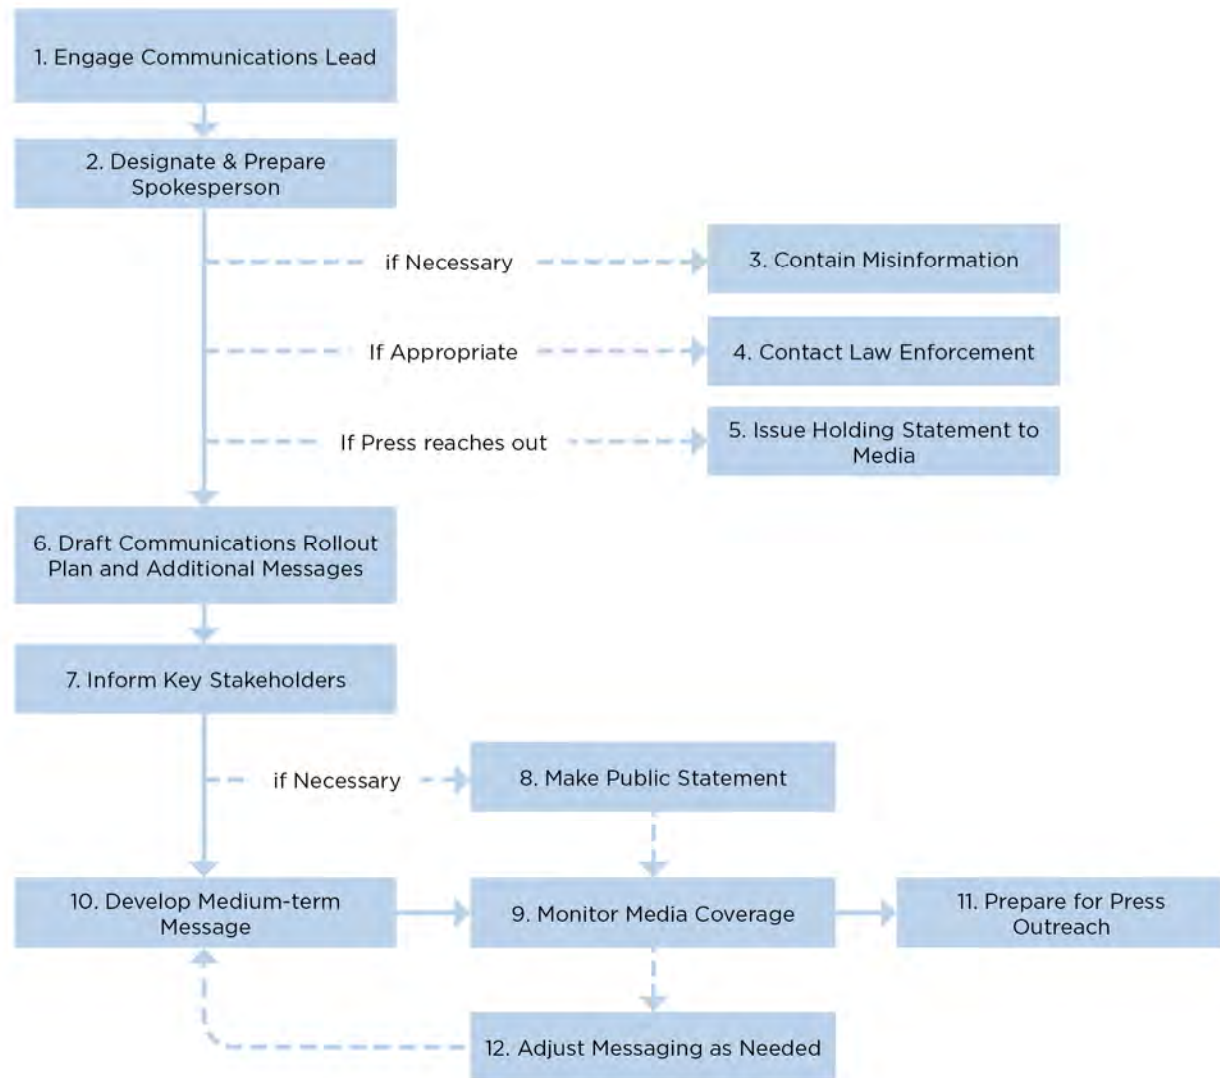 1. Engage Communications Lead
2. Designate & Prepare
Spokesperson
if Necessary
3. Contain Misinformation
If Appropriate
4. Contact Law Enforcement
If Press reaches out
5. Issue Holding Statement to
Media
6. Draft Communications Rollout
Plan and Additional Messages
7. Inform Key Stakeholders
if Necessary
8. Make Public Statement
10. Develop Medium-term
Message
9. Monitor Media Coverage
11. Prepare for Press
Outreach
12. Adjust Messaging as Needed